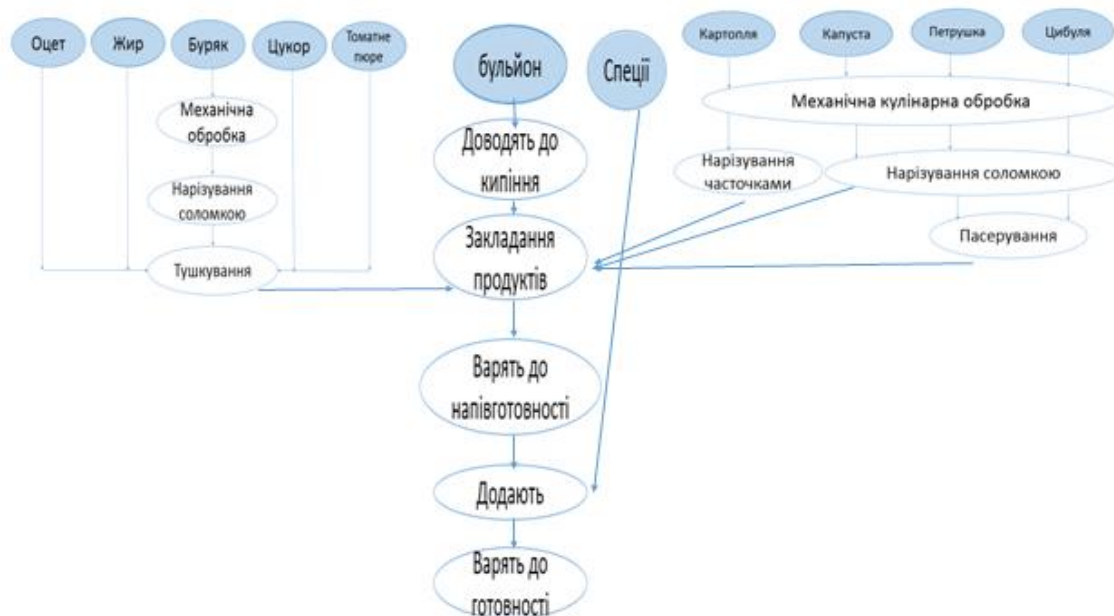 Оцет
Жир
Буряк
Цукор
Томатне
пюре
бульйон
Спеції
Картопля
Капуста
Петрушка
Цибуля
Механічна
обробка
Механічна кулінарна обробка
Доводять до
кипіння
Нарізування
соломкою
Нарізування
часточками
Нарізування соломкою
Закладання
продуктів
Пасерування
Тушкування
Варять до
напівготовності
Додають
Варять до
готовності